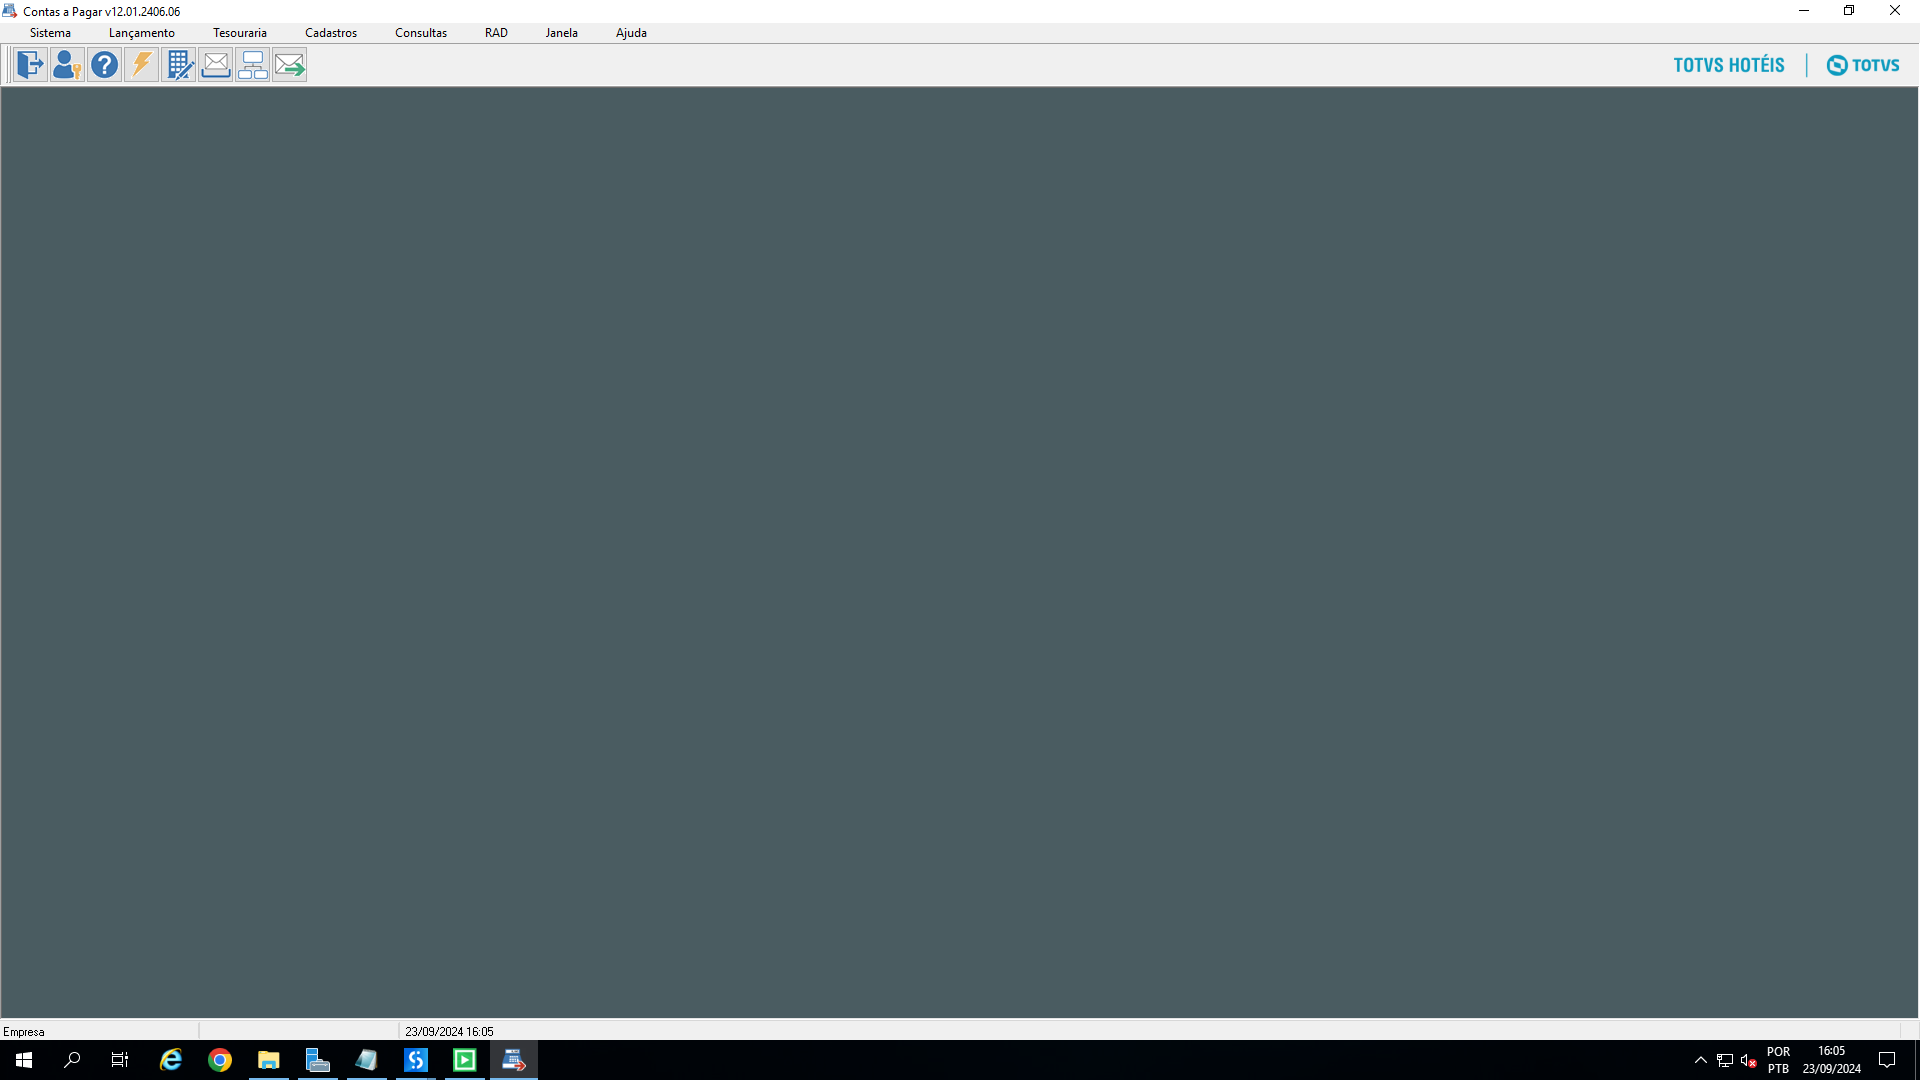 Contas a Pagar v12.01.2406.06
Sistema Lançamento Tesouraria Cadastros Consultas RAD Janela Ajuda
TOTVS HOTÉIS TOTVS
Empresa 23/09/2024 16:05
POR 16:05
PTB 23/09/2024